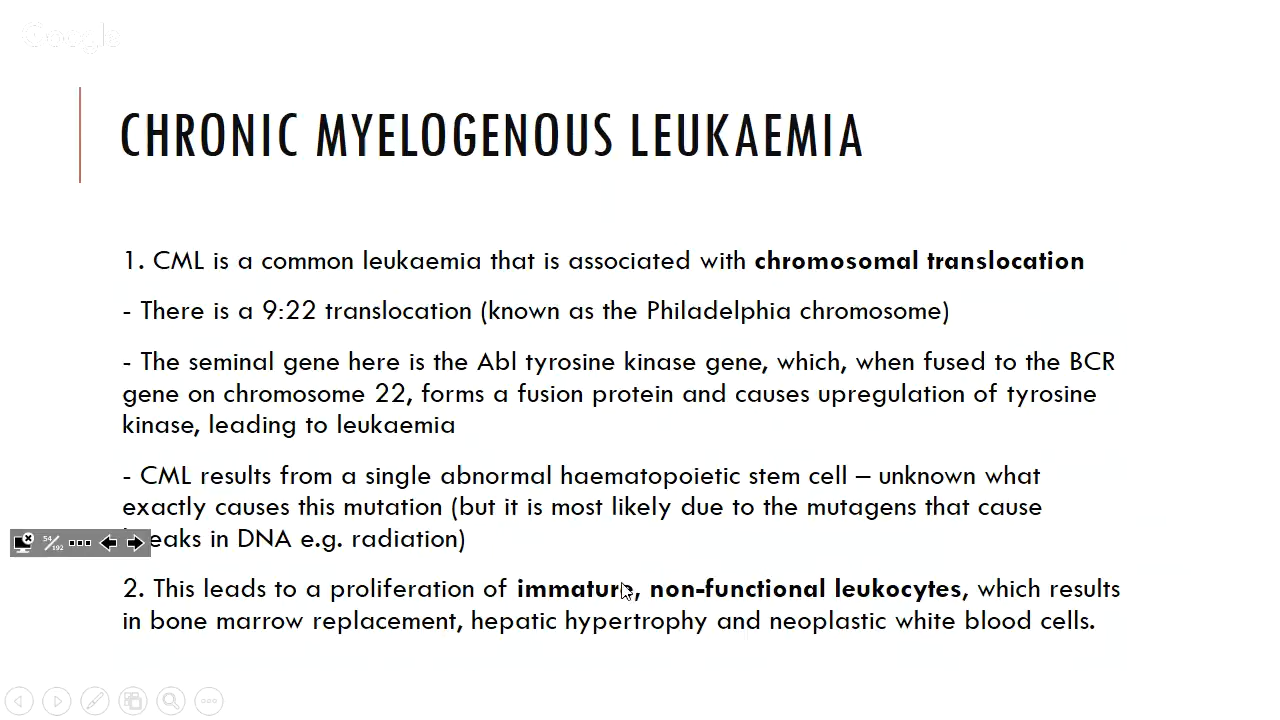 Google
CHRONIC MYELOGENOUS LEUKAEMIA
1. CML is a common leukaemia that is associated with chromosomal translocation
- There is a 9:22 translocation (known as the Philadelphia chromosome)
- The seminal gene here is the Abl tyrosine kinase gene, which, when fused to the BCR
gene on chromosome 22, forms a fusion protein and causes upregulation of tyrosine
kinase, leading to leukaemia
- CML results from a single abnormal haematopoietic stem cell – unknown what
exactly causes this mutation (but it is most likely due to the mutagens that cause
eaks in DNA e.g. radiation)
54/192
2. This leads to a proliferation of immature, non-functional leukocytes, which results
in bone marrow replacement, hepatic hypertrophy and neoplastic white blood cells.